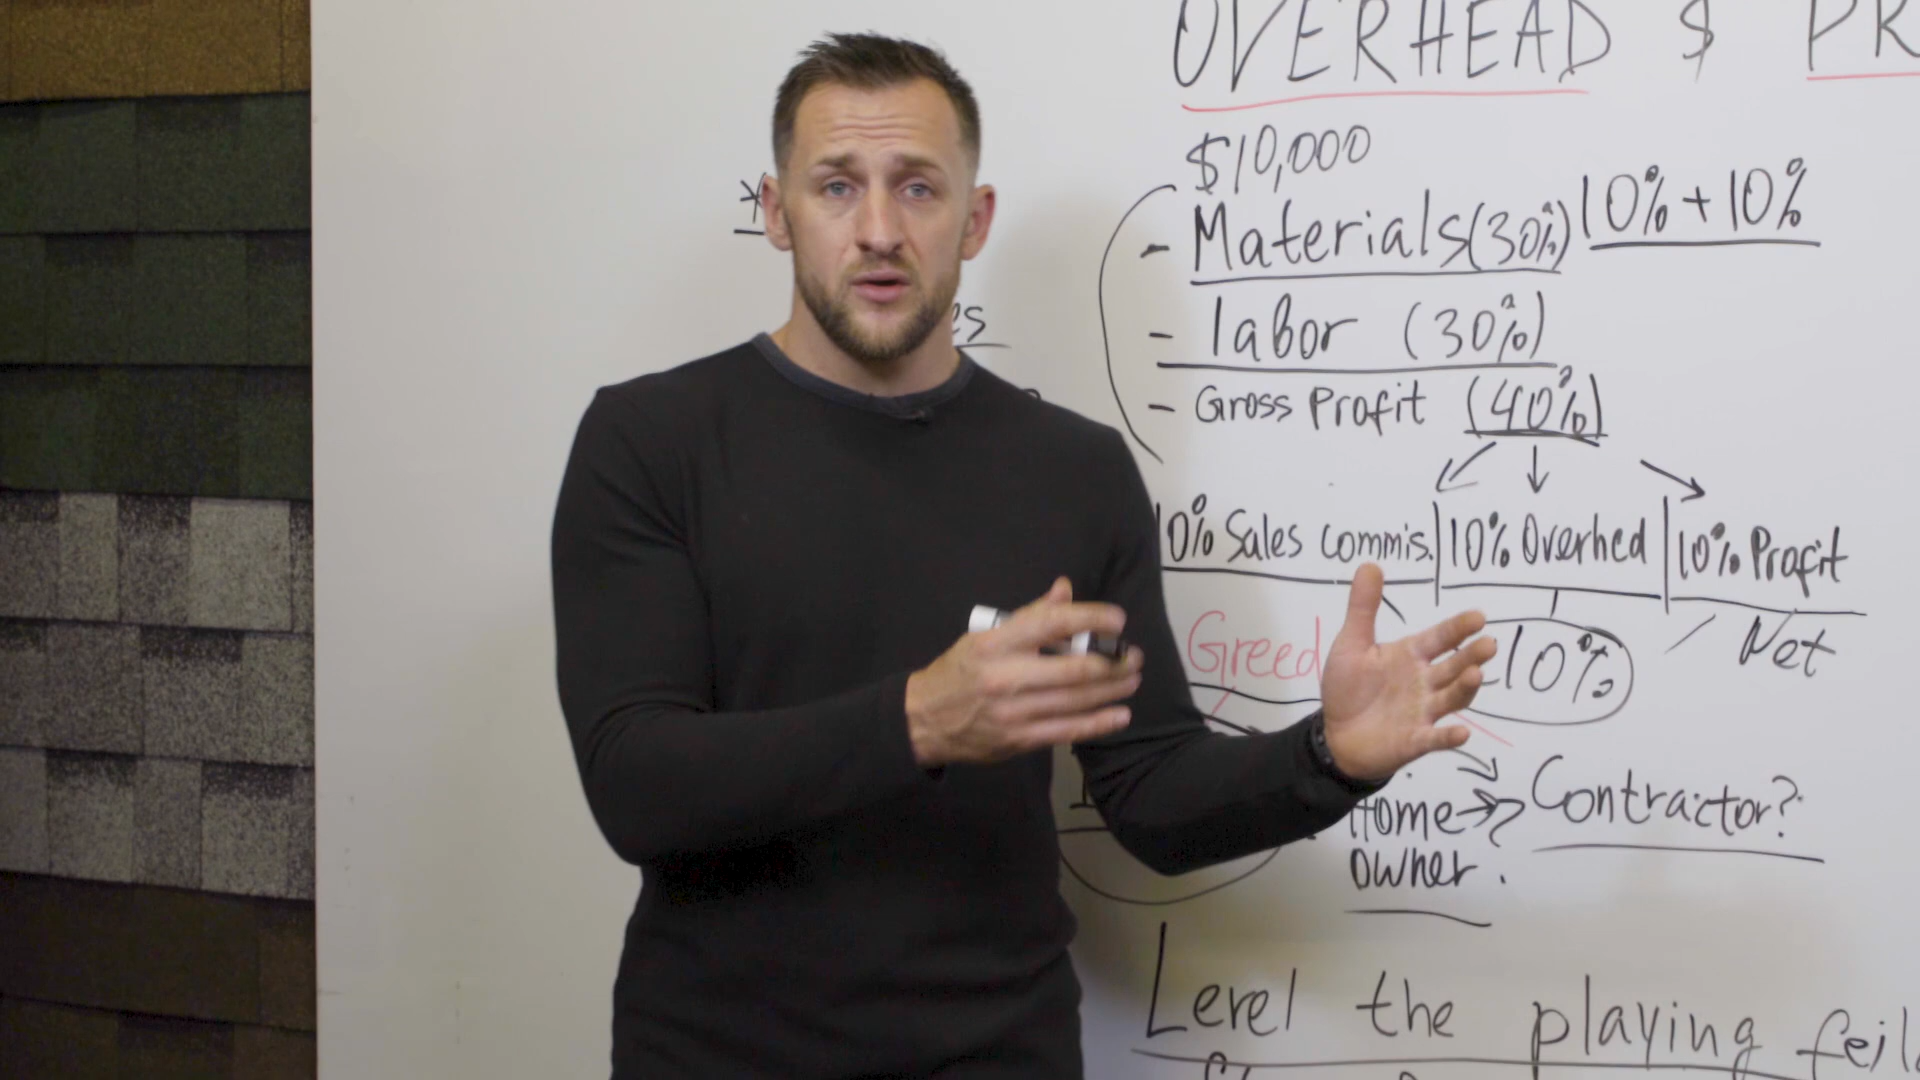 OVERHEAD $ PR
$10,000
- Materials (30%) 10% + 10%
- labor (30%)
- Gross Profit (40%)
10% Sales commis. | 10% Overhed | 10% Profit
Greed 10% Net
Home → ? Contractor?
owner.
Level the playing feil